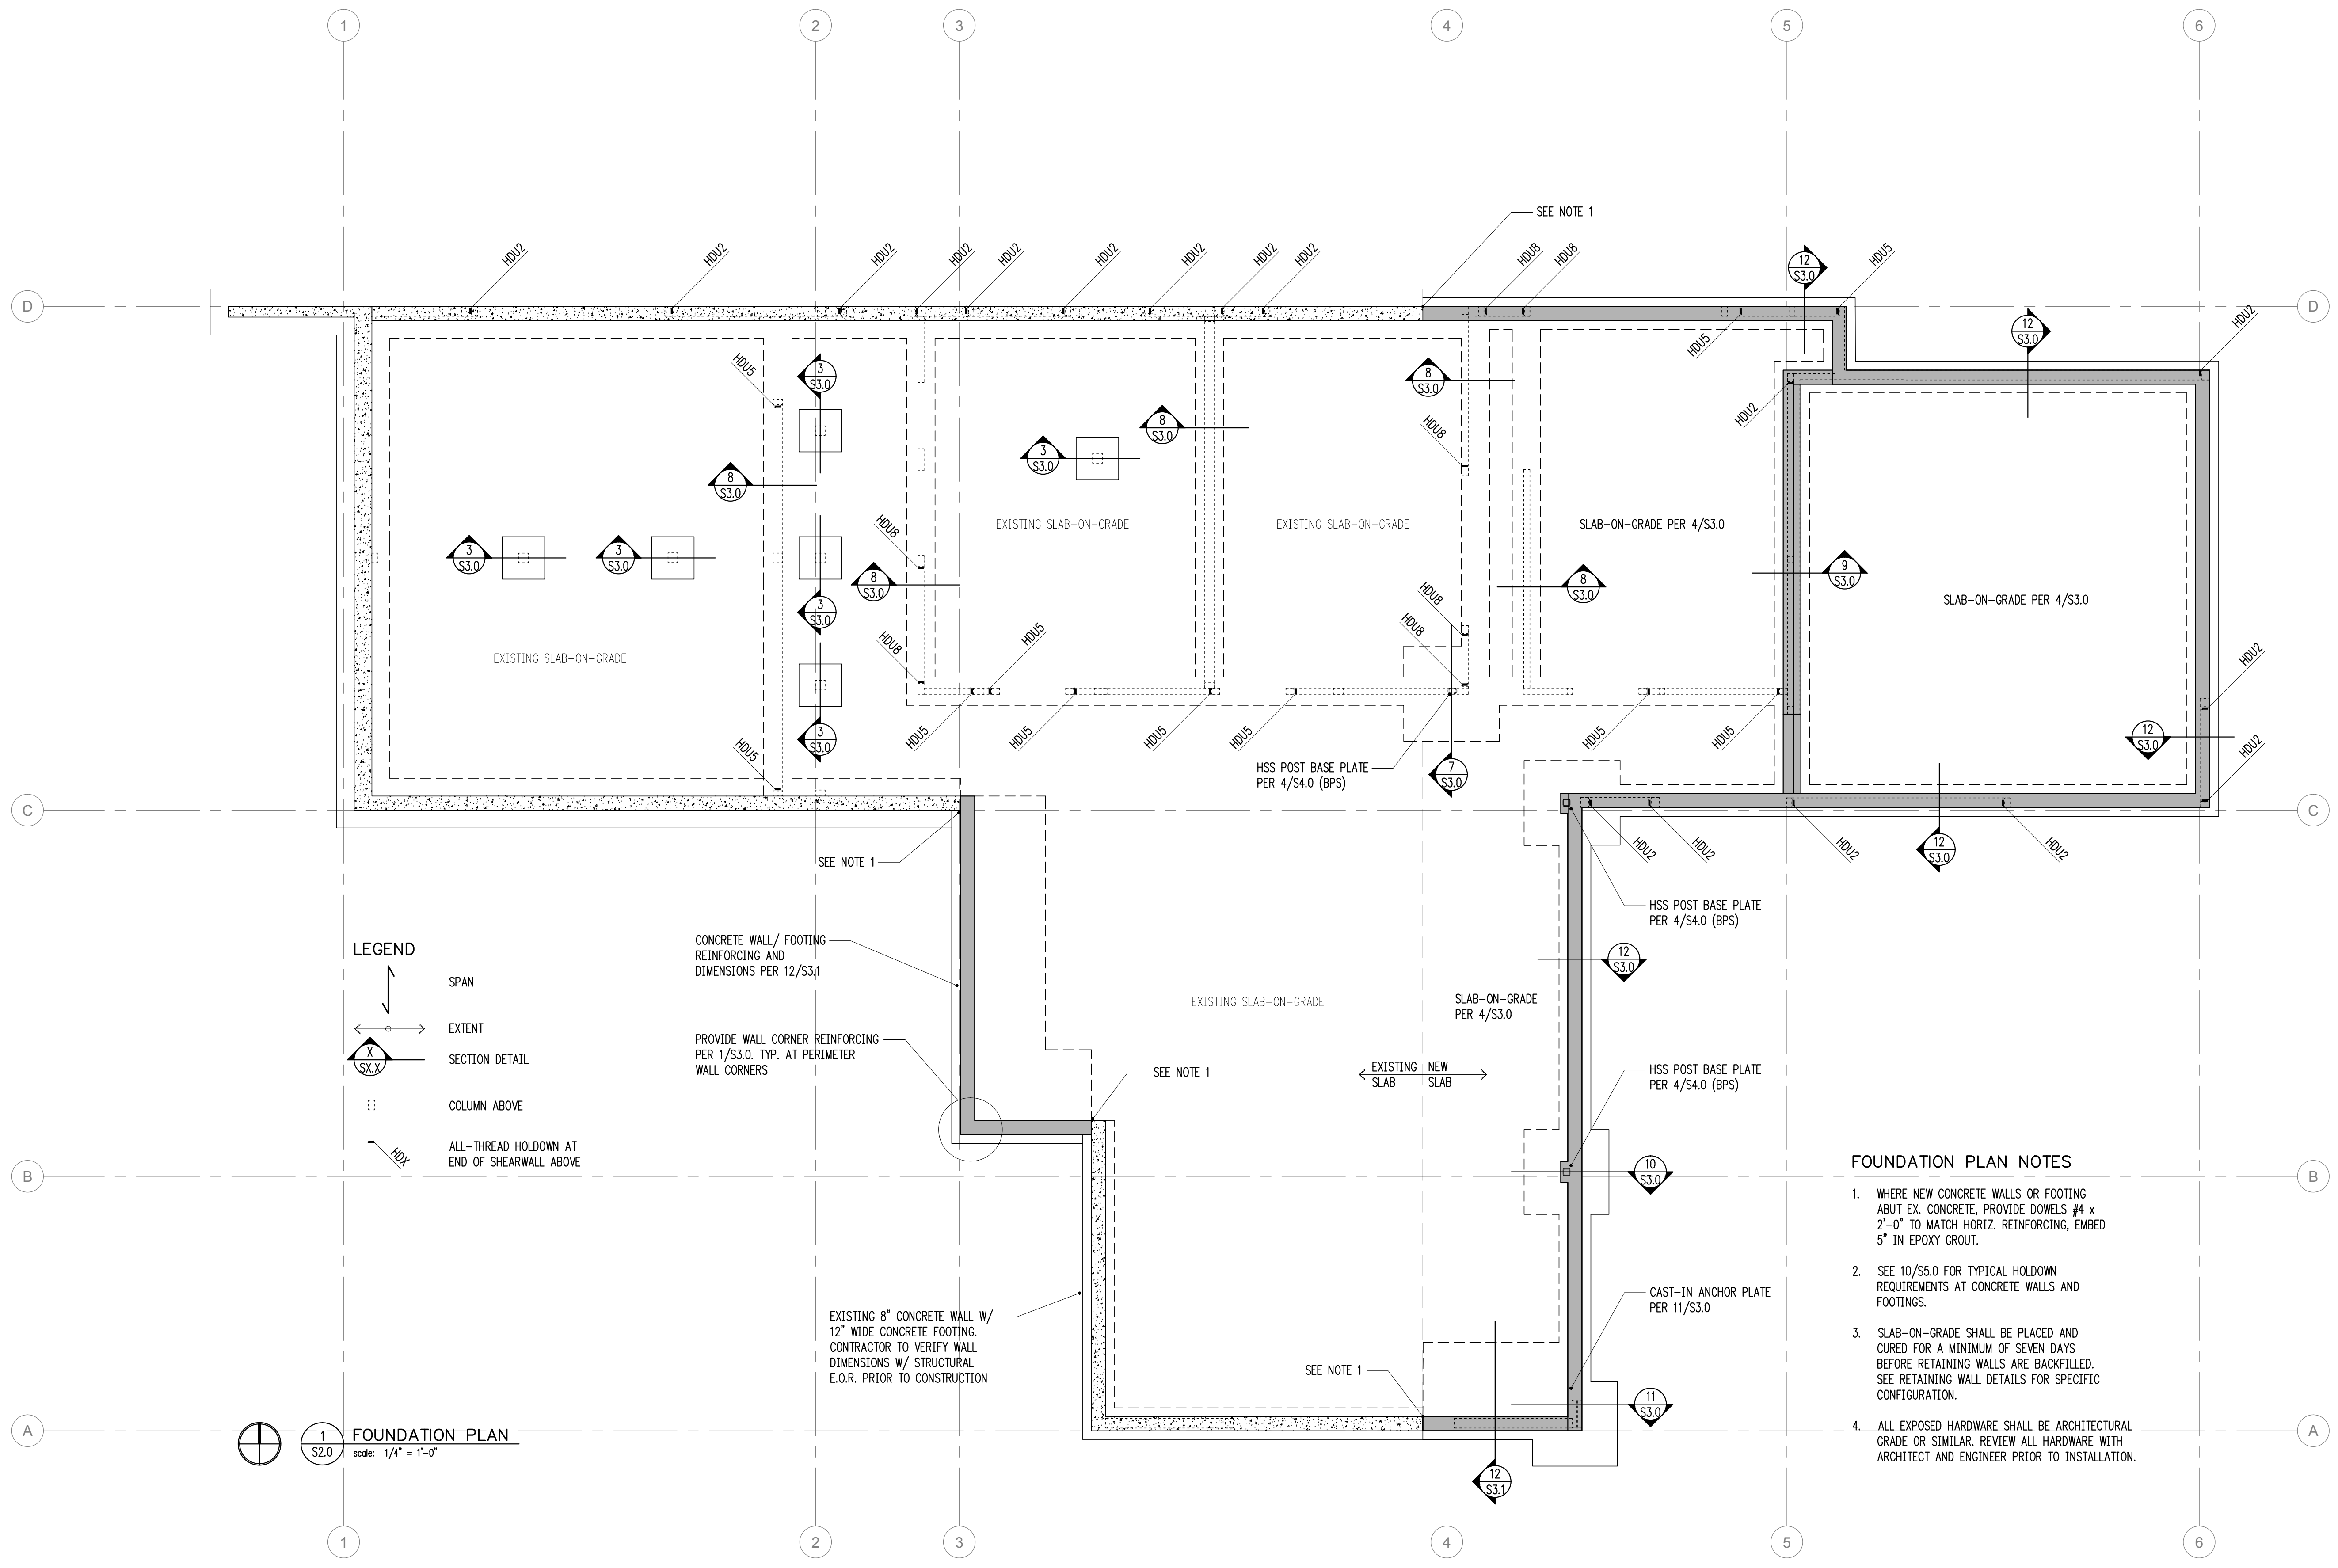 1 2 3 4 5 6
SEE NOTE 1
HDU2 HDU2 HDU2 HDU2 HDU2 HDU2 HDU2 HDU2 HDU2 HDU8 HDU8 HDU5
12
S3.0
D D
HDU2
12
S3.0
HDU5
HDU5
3
S3.0
8
S3.0
HDU2
8
S3.0
HDU8
3
S3.0
8
S3.0
EXISTING SLAB-ON-GRADE
EXISTING SLAB-ON-GRADE
SLAB-ON-GRADE PER 4/S3.0
HDU8
3
S3.0
3
S3.0
8
S3.0
8
S3.0
9
S3.0
SLAB-ON-GRADE PER 4/S3.0
3
S3.0
HDU8
HDU8
HDU5
HDU8
EXISTING SLAB-ON-GRADE
HDU2
3
S3.0
12
S3.0
HDU5
HDU5
HDU5
HDU5
HDU5
HDU5
HDU5
HDU2
HSS POST BASE PLATE
PER 4/S4.0 (BPS)
7
S3.0
C C
SEE NOTE 1
HDU2
HDU2
HDU2
HDU2
12
S3.0
HSS POST BASE PLATE
PER 4/S4.0 (BPS)
CONCRETE WALL/ FOOTING
REINFORCING AND
DIMENSIONS PER 12/S3.1
12
S3.0
EXISTING SLAB-ON-GRADE
SLAB-ON-GRADE
PER 4/S3.0
LEGEND
SPAN
EXTENT
X
SX.X
SECTION DETAIL
COLUMN ABOVE
HDX
ALL-THREAD HOLDOWN AT
END OF SHEARWALL ABOVE
PROVIDE WALL CORNER REINFORCING
PER 1/S3.0. TYP. AT PERIMETER
WALL CORNERS
SEE NOTE 1
EXISTING NEW
SLAB SLAB
HSS POST BASE PLATE
PER 4/S4.0 (BPS)
B B
10
S3.0
FOUNDATION PLAN NOTES
1. WHERE NEW CONCRETE WALLS OR FOOTING
ABUT EX. CONCRETE, PROVIDE DOWELS #4 x
2'-0" TO MATCH HORIZ. REINFORCING, EMBED
5" IN EPOXY GROUT.
2. SEE 10/S5.0 FOR TYPICAL HOLDOWN
REQUIREMENTS AT CONCRETE WALLS AND
FOOTINGS.
3. SLAB-ON-GRADE SHALL BE PLACED AND
CURED FOR A MINIMUM OF SEVEN DAYS
BEFORE RETAINING WALLS ARE BACKFILLED.
SEE RETAINING WALL DETAILS FOR SPECIFIC
CONFIGURATION.
4. ALL EXPOSED HARDWARE SHALL BE ARCHITECTURAL
GRADE OR SIMILAR. REVIEW ALL HARDWARE WITH
ARCHITECT AND ENGINEER PRIOR TO INSTALLATION.
EXISTING 8" CONCRETE WALL W/
12" WIDE CONCRETE FOOTING.
CONTRACTOR TO VERIFY WALL
DIMENSIONS W/ STRUCTURAL
E.O.R. PRIOR TO CONSTRUCTION
CAST-IN ANCHOR PLATE
PER 11/S3.0
SEE NOTE 1
11
S3.0
A A
12
S3.1
1
S2.0
FOUNDATION PLAN
scale: 1/4" = 1'-0"
1 2 3 4 5 6